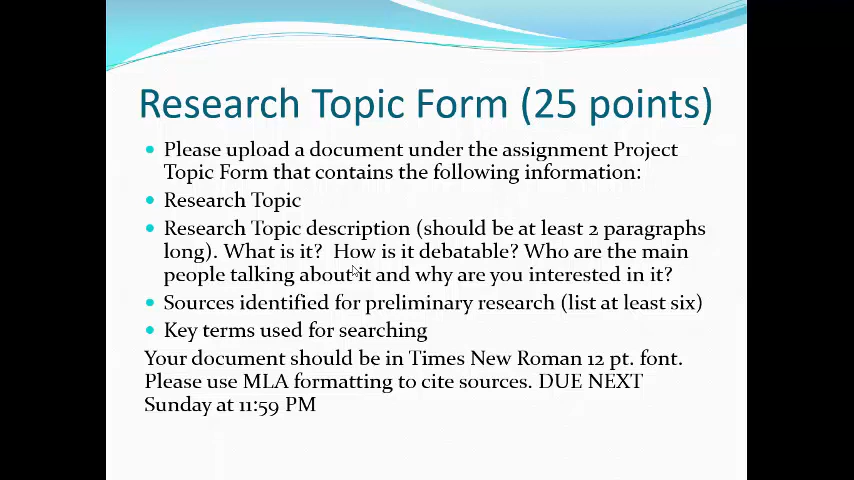 Research Topic Form (25 points)
Please upload a document under the assignment Project
Topic Form that contains the following information:
Research Topic
Research Topic description (should be at least 2 paragraphs
long). What is it?  How is it debatable? Who are the main
people talking about it and why are you interested in it?
Sources identified for preliminary research (list at least six)
Key terms used for searching
Your document should be in Times New Roman 12 pt. font.
Please use MLA formatting to cite sources. DUE NEXT
Sunday at 11:59 PM